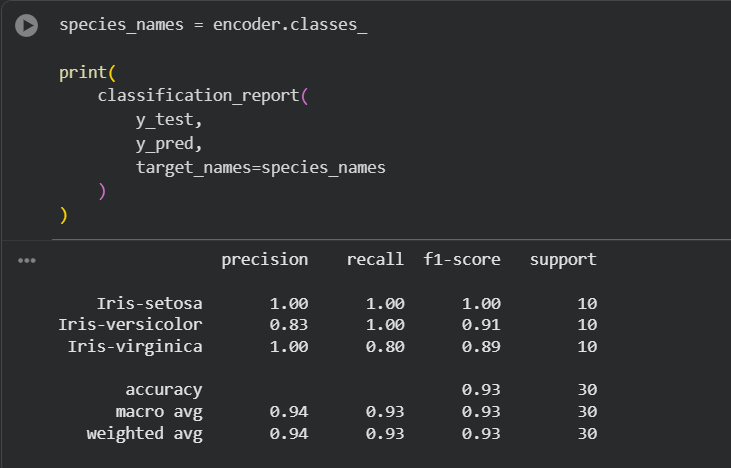 species_names = encoder.classes_
print(
classification_report(
y_test,
y_pred,
target_names=species_names
)
)
precision recall f1-score support
Iris-setosa 1.00 1.00 1.00 10
Iris-versicolor 0.83 1.00 0.91 10
Iris-virginica 1.00 0.80 0.89 10
accuracy 0.93 30
macro avg 0.94 0.93 0.93 30
weighted avg 0.94 0.93 0.93 30